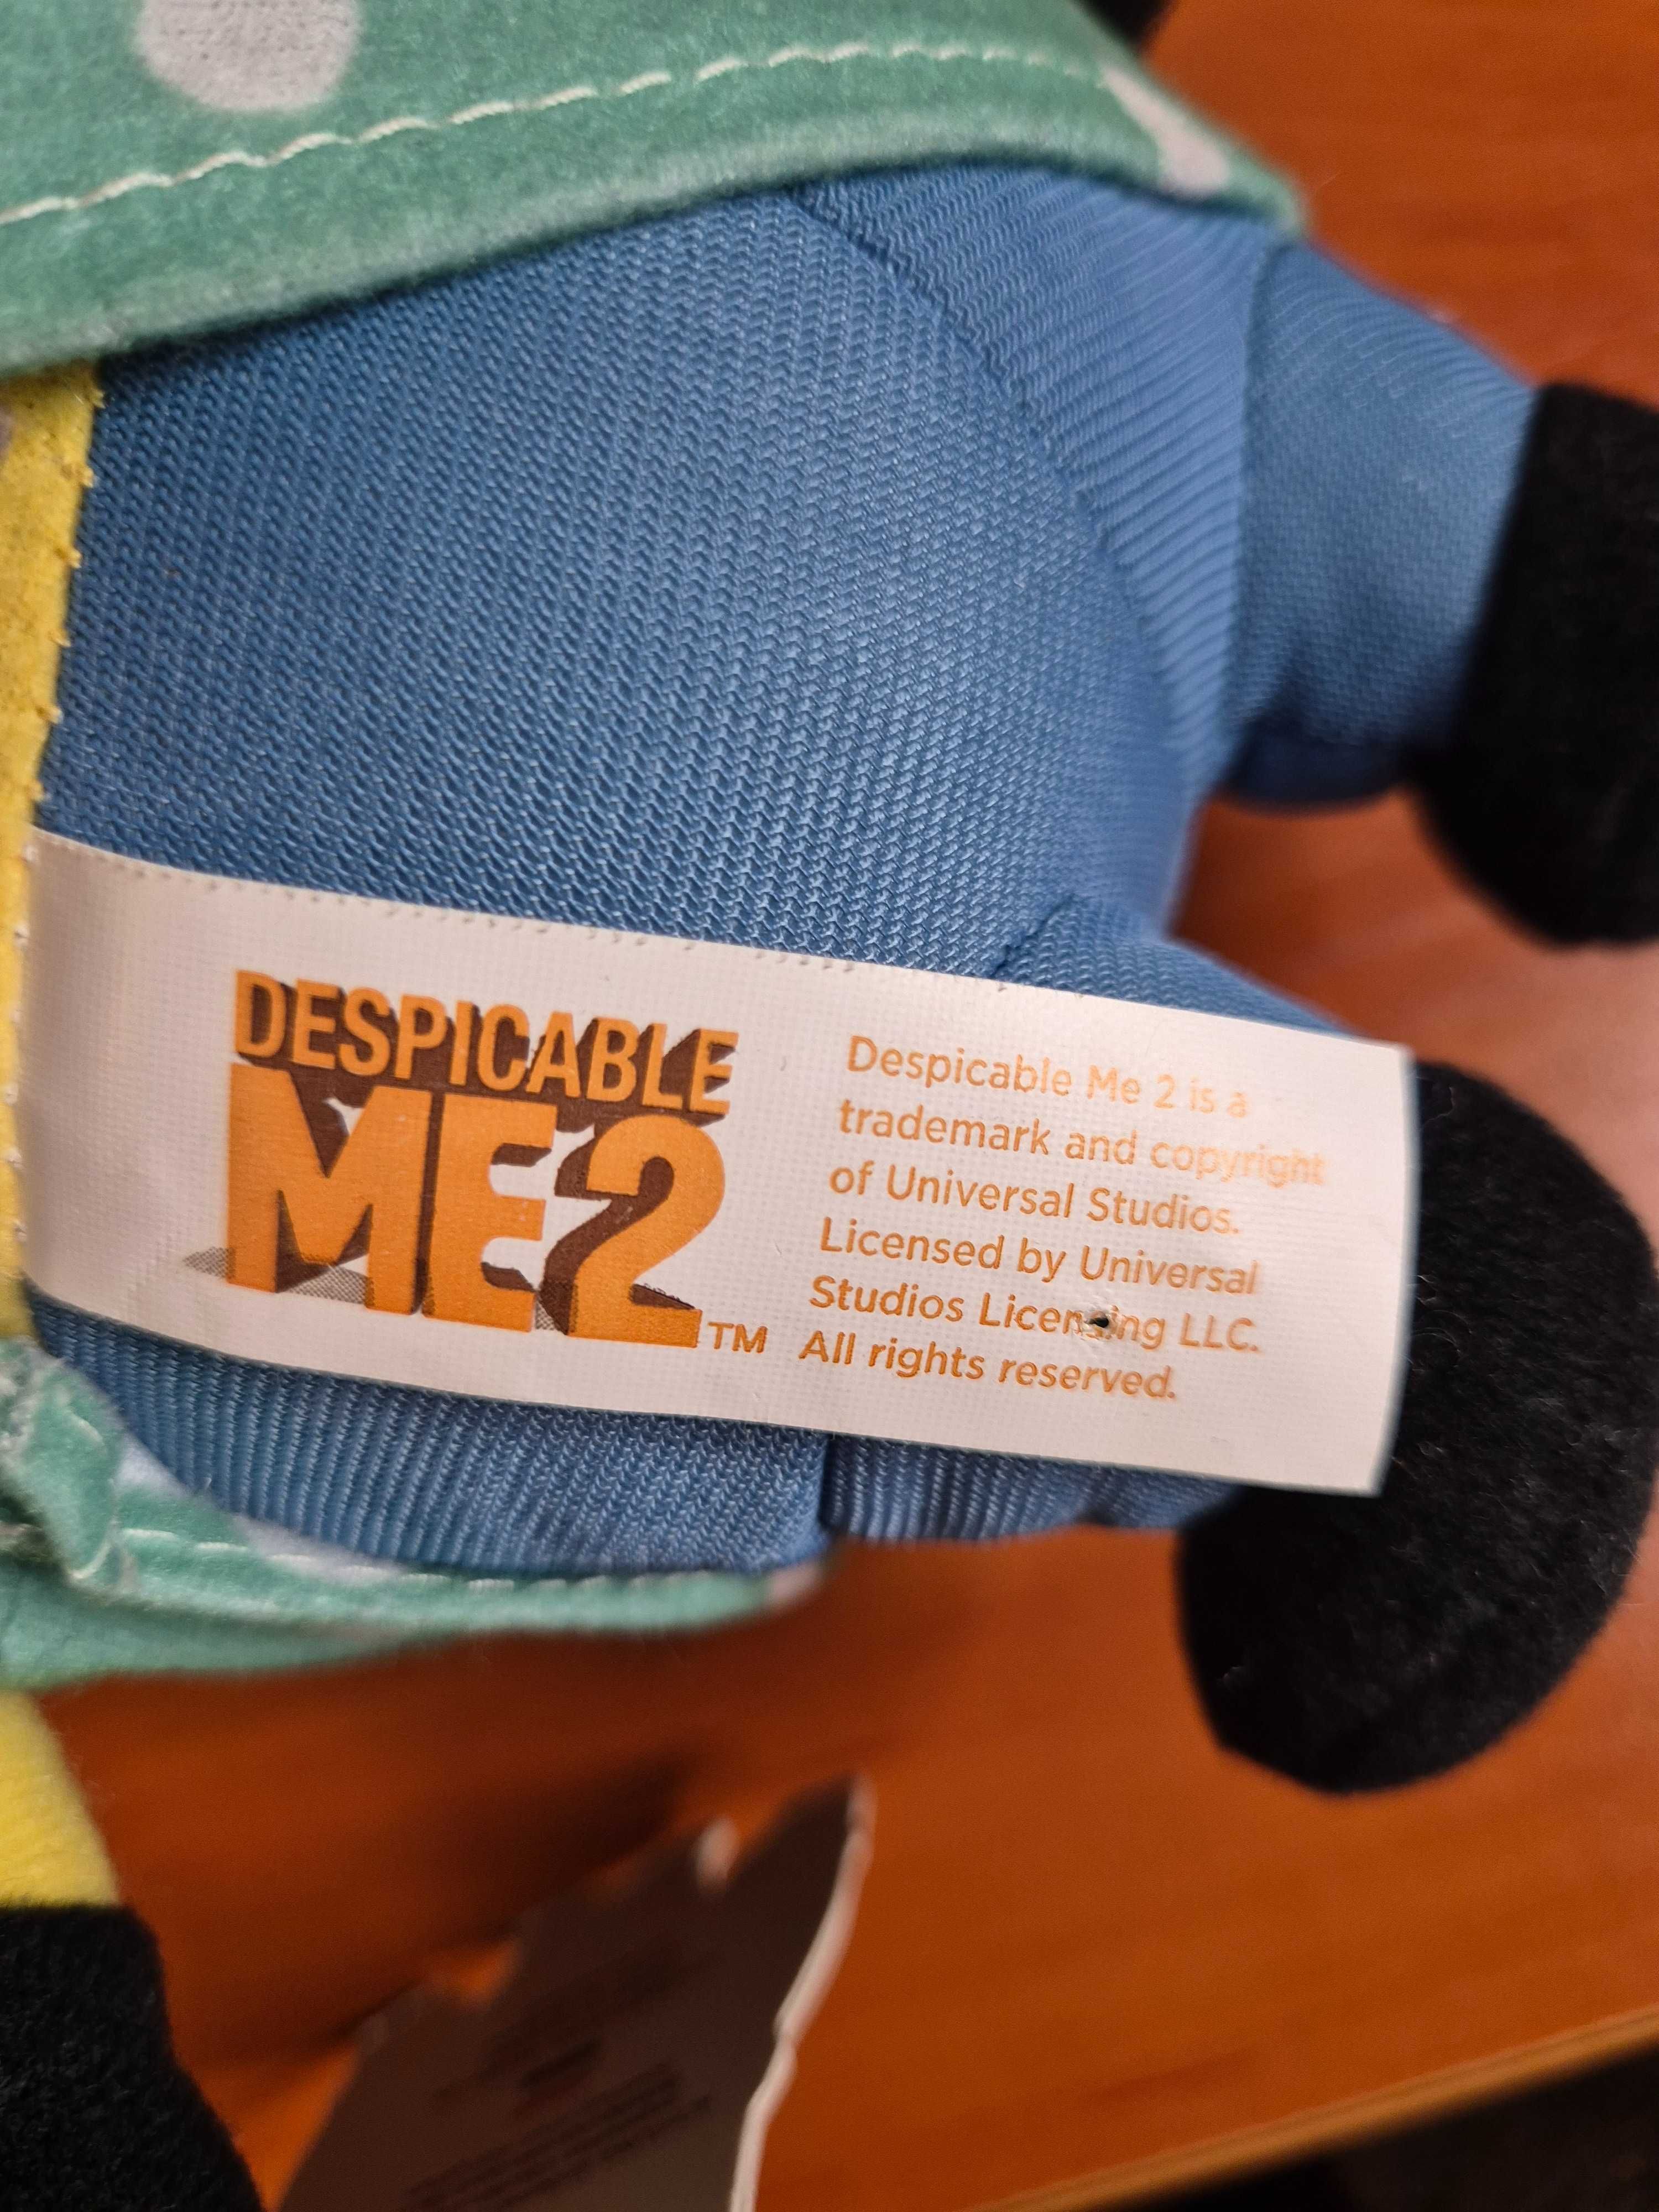 DESPICABLE
ME2
TM
Despicable Me 2 is a
trademark and copyright
of Universal Studios.
Licensed by Universal
Studios Licensing LLC.
All rights reserved.